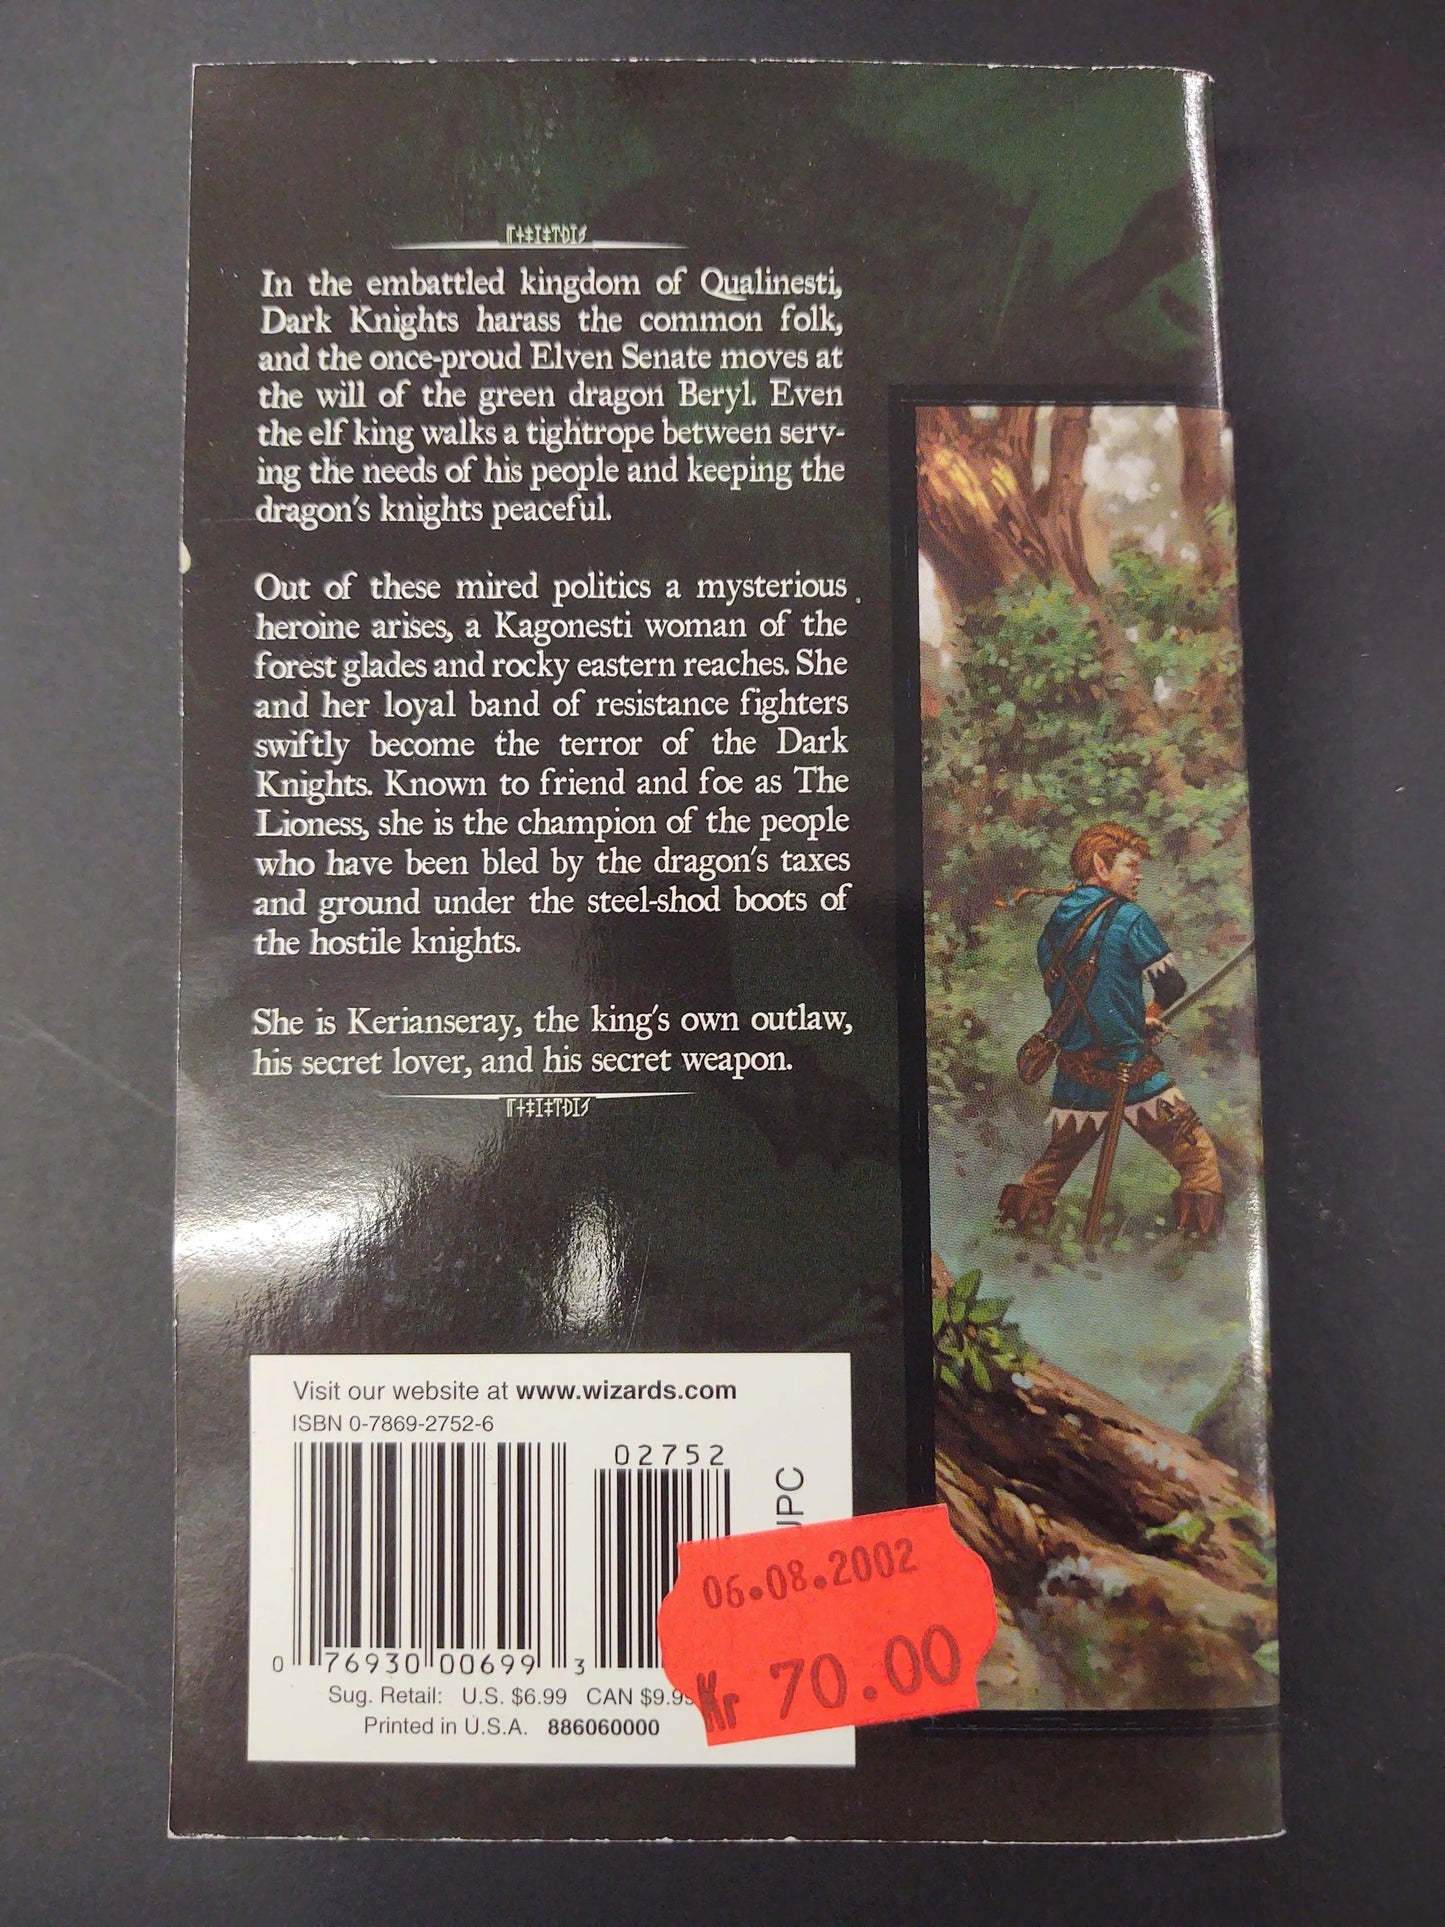 In the embattled kingdom of Qualinesti,
Dark Knights harass the common folk,
and the once-proud Elven Senate moves at
the will of the green dragon Beryl. Even
the elf king walks a tightrope between serv-
ing the needs of his people and keeping the
dragon's knights peaceful.
Out of these mired politics a mysterious
heroine arises, a Kagonesti woman of the
forest glades and rocky eastern reaches. She
and her loyal band of resistance fighters
swiftly become the terror of the Dark
Knights. Known to friend and foe as The
Lioness, she is the champion of the people
who have been bled by the dragon's taxes
and ground under the steel-shod boots of
the hostile knights.
She is Kerianseray, the king's own outlaw,
his secret lover, and his secret weapon.
Visit our website at www.wizards.com
ISBN 0-7869-2752-6
02752
0 76930 00699 3
Sug. Retail: U.S. $6.99 CAN $9.99
Printed in U.S.A. 886060000
06.08.2002
Kr 70.00